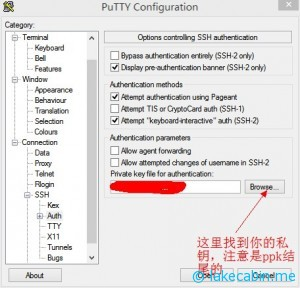 PuTTY Configuration
Category:
Terminal
Keyboard
Bell
Features
Window
Appearance
Behaviour
Translation
Selection
Colours
Connection
Data
Proxy
Telnet
Rlogin
SSH
Kex
Auth
TTY
X11
Tunnels
Bugs
Options controlling SSH authentication
Bypass authentication entirely (SSH-2 only)
Display pre-authentication banner (SSH-2 only)
Authentication methods
Attempt authentication using Pageant
Attempt TIS or CryptoCard auth (SSH-1)
Attempt "keyboard-interactive" auth (SSH-2)
Authentication parameters
Allow agent forwarding
Allow attempted changes of username in SSH-2
Private key file for authentication:
Browse...
这里找到你的私
钥，注意是ppk结
尾的
About